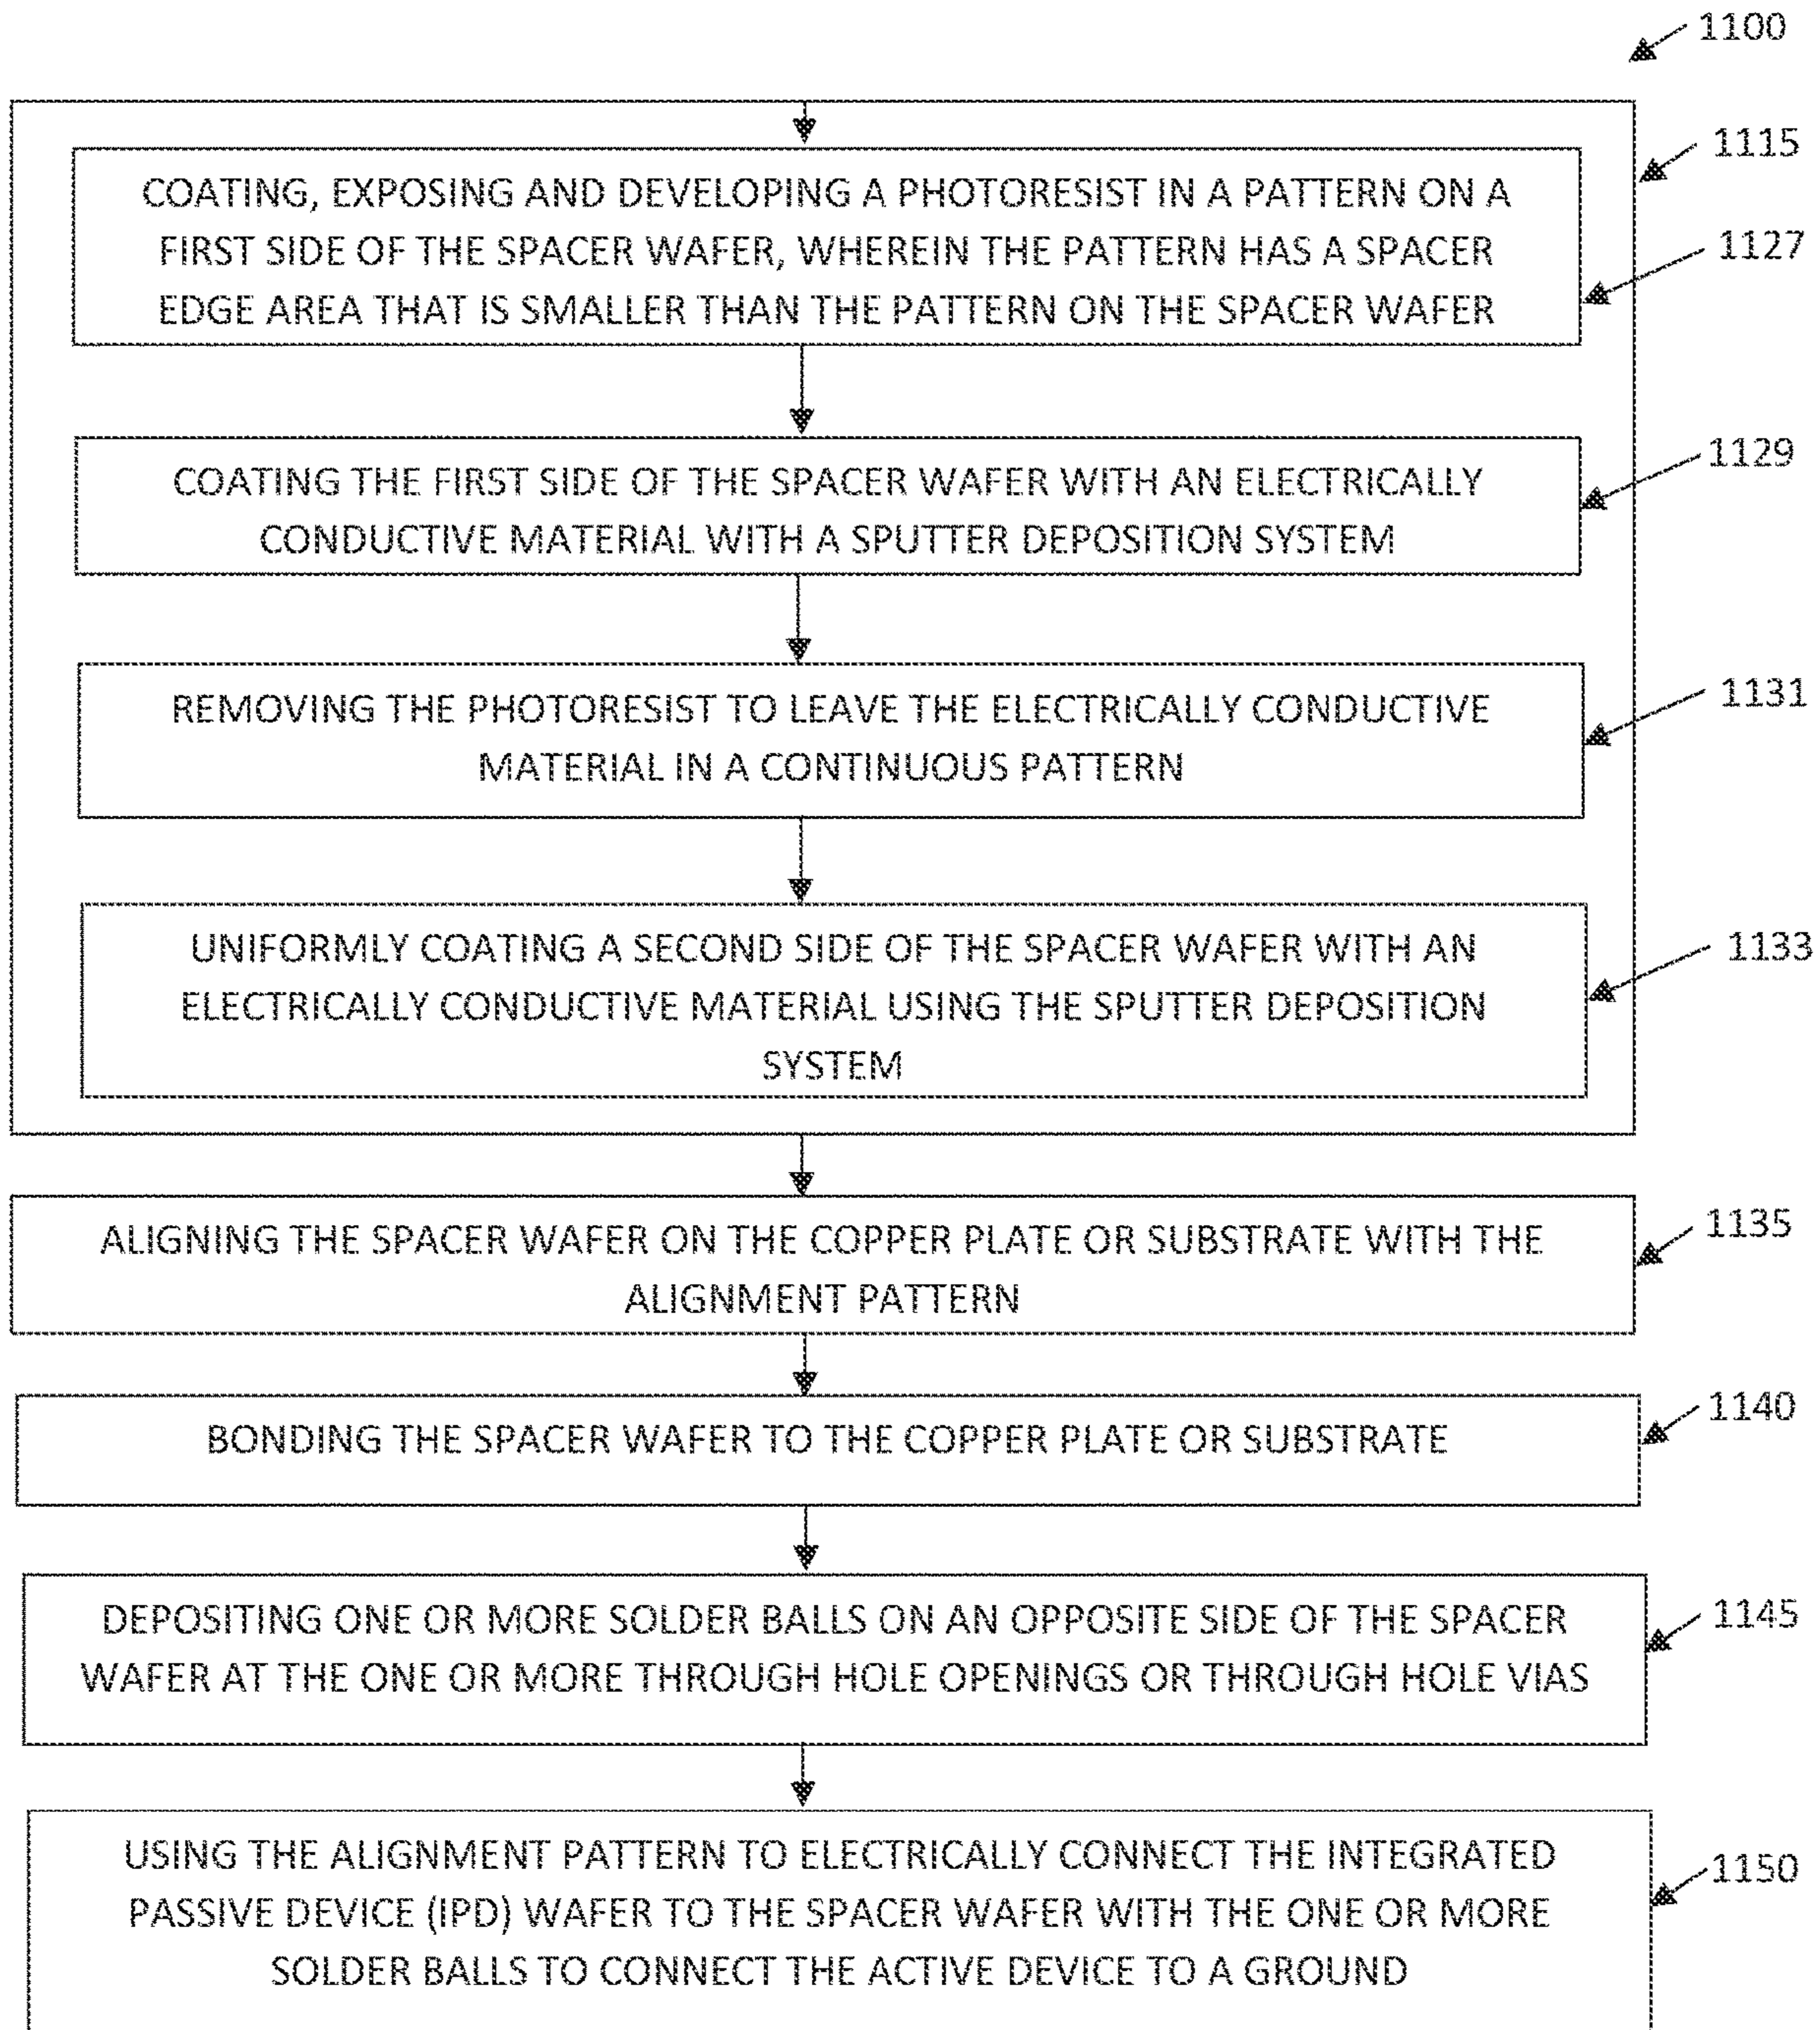 1100
1115
COATING, EXPOSING AND DEVELOPING A PHOTORESIST IN A PATTERN ON A
FIRST SIDE OF THE SPACER WAFER, WHEREIN THE PATTERN HAS A SPACER
EDGE AREA THAT IS SMALLER THAN THE PATTERN ON THE SPACER WAFER
1127
COATING THE FIRST SIDE OF THE SPACER WAFER WITH AN ELECTRICALLY
CONDUCTIVE MATERIAL WITH A SPUTTER DEPOSITION SYSTEM
1129
REMOVING THE PHOTORESIST TO LEAVE THE ELECTRICALLY CONDUCTIVE
MATERIAL IN A CONTINUOUS PATTERN
1131
UNIFORMLY COATING A SECOND SIDE OF THE SPACER WAFER WITH AN
ELECTRICALLY CONDUCTIVE MATERIAL USING THE SPUTTER DEPOSITION
SYSTEM
1133
ALIGNING THE SPACER WAFER ON THE COPPER PLATE OR SUBSTRATE WITH THE
ALIGNMENT PATTERN
1135
BONDING THE SPACER WAFER TO THE COPPER PLATE OR SUBSTRATE
1140
DEPOSITING ONE OR MORE SOLDER BALLS ON AN OPPOSITE SIDE OF THE SPACER
WAFER AT THE ONE OR MORE THROUGH HOLE OPENINGS OR THROUGH HOLE VIAS
1145
USING THE ALIGNMENT PATTERN TO ELECTRICALLY CONNECT THE INTEGRATED
PASSIVE DEVICE (IPD) WAFER TO THE SPACER WAFER WITH THE ONE OR MORE
SOLDER BALLS TO CONNECT THE ACTIVE DEVICE TO A GROUND
1150